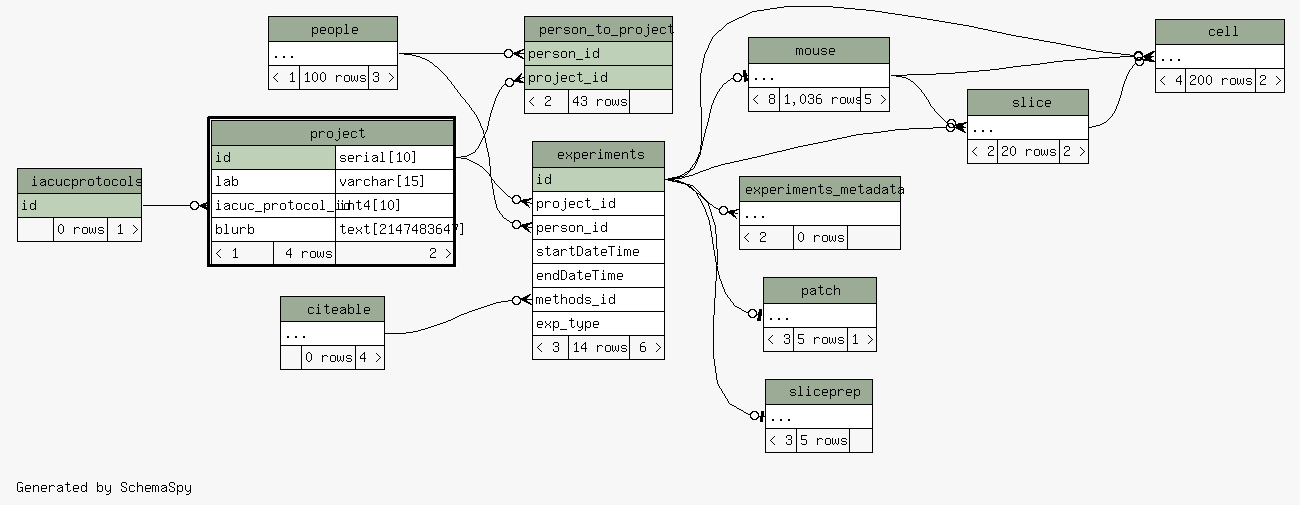 people
...
< 1 100 rows 3 >
person_to_project
person_id
project_id
< 2 43 rows
mouse
...
< 8 1,036 rows 5 >
cell
...
< 4 200 rows 2 >
slice
...
< 2 20 rows 2 >
project
id serial[10]
lab varchar[15]
iacuc_protocol_id int4[10]
blurb text[2147483647]
< 1 4 rows 2 >
iacucprotocols
id
0 rows 1 >
experiments
id
project_id
person_id
startDateTime
endDateTime
methods_id
exp_type
< 3 14 rows 6 >
experiments_metadata
...
< 2 0 rows
citeable
...
0 rows 4 >
patch
...
< 3 5 rows 1 >
sliceprep
...
< 3 5 rows
Generated by SchemaSpy